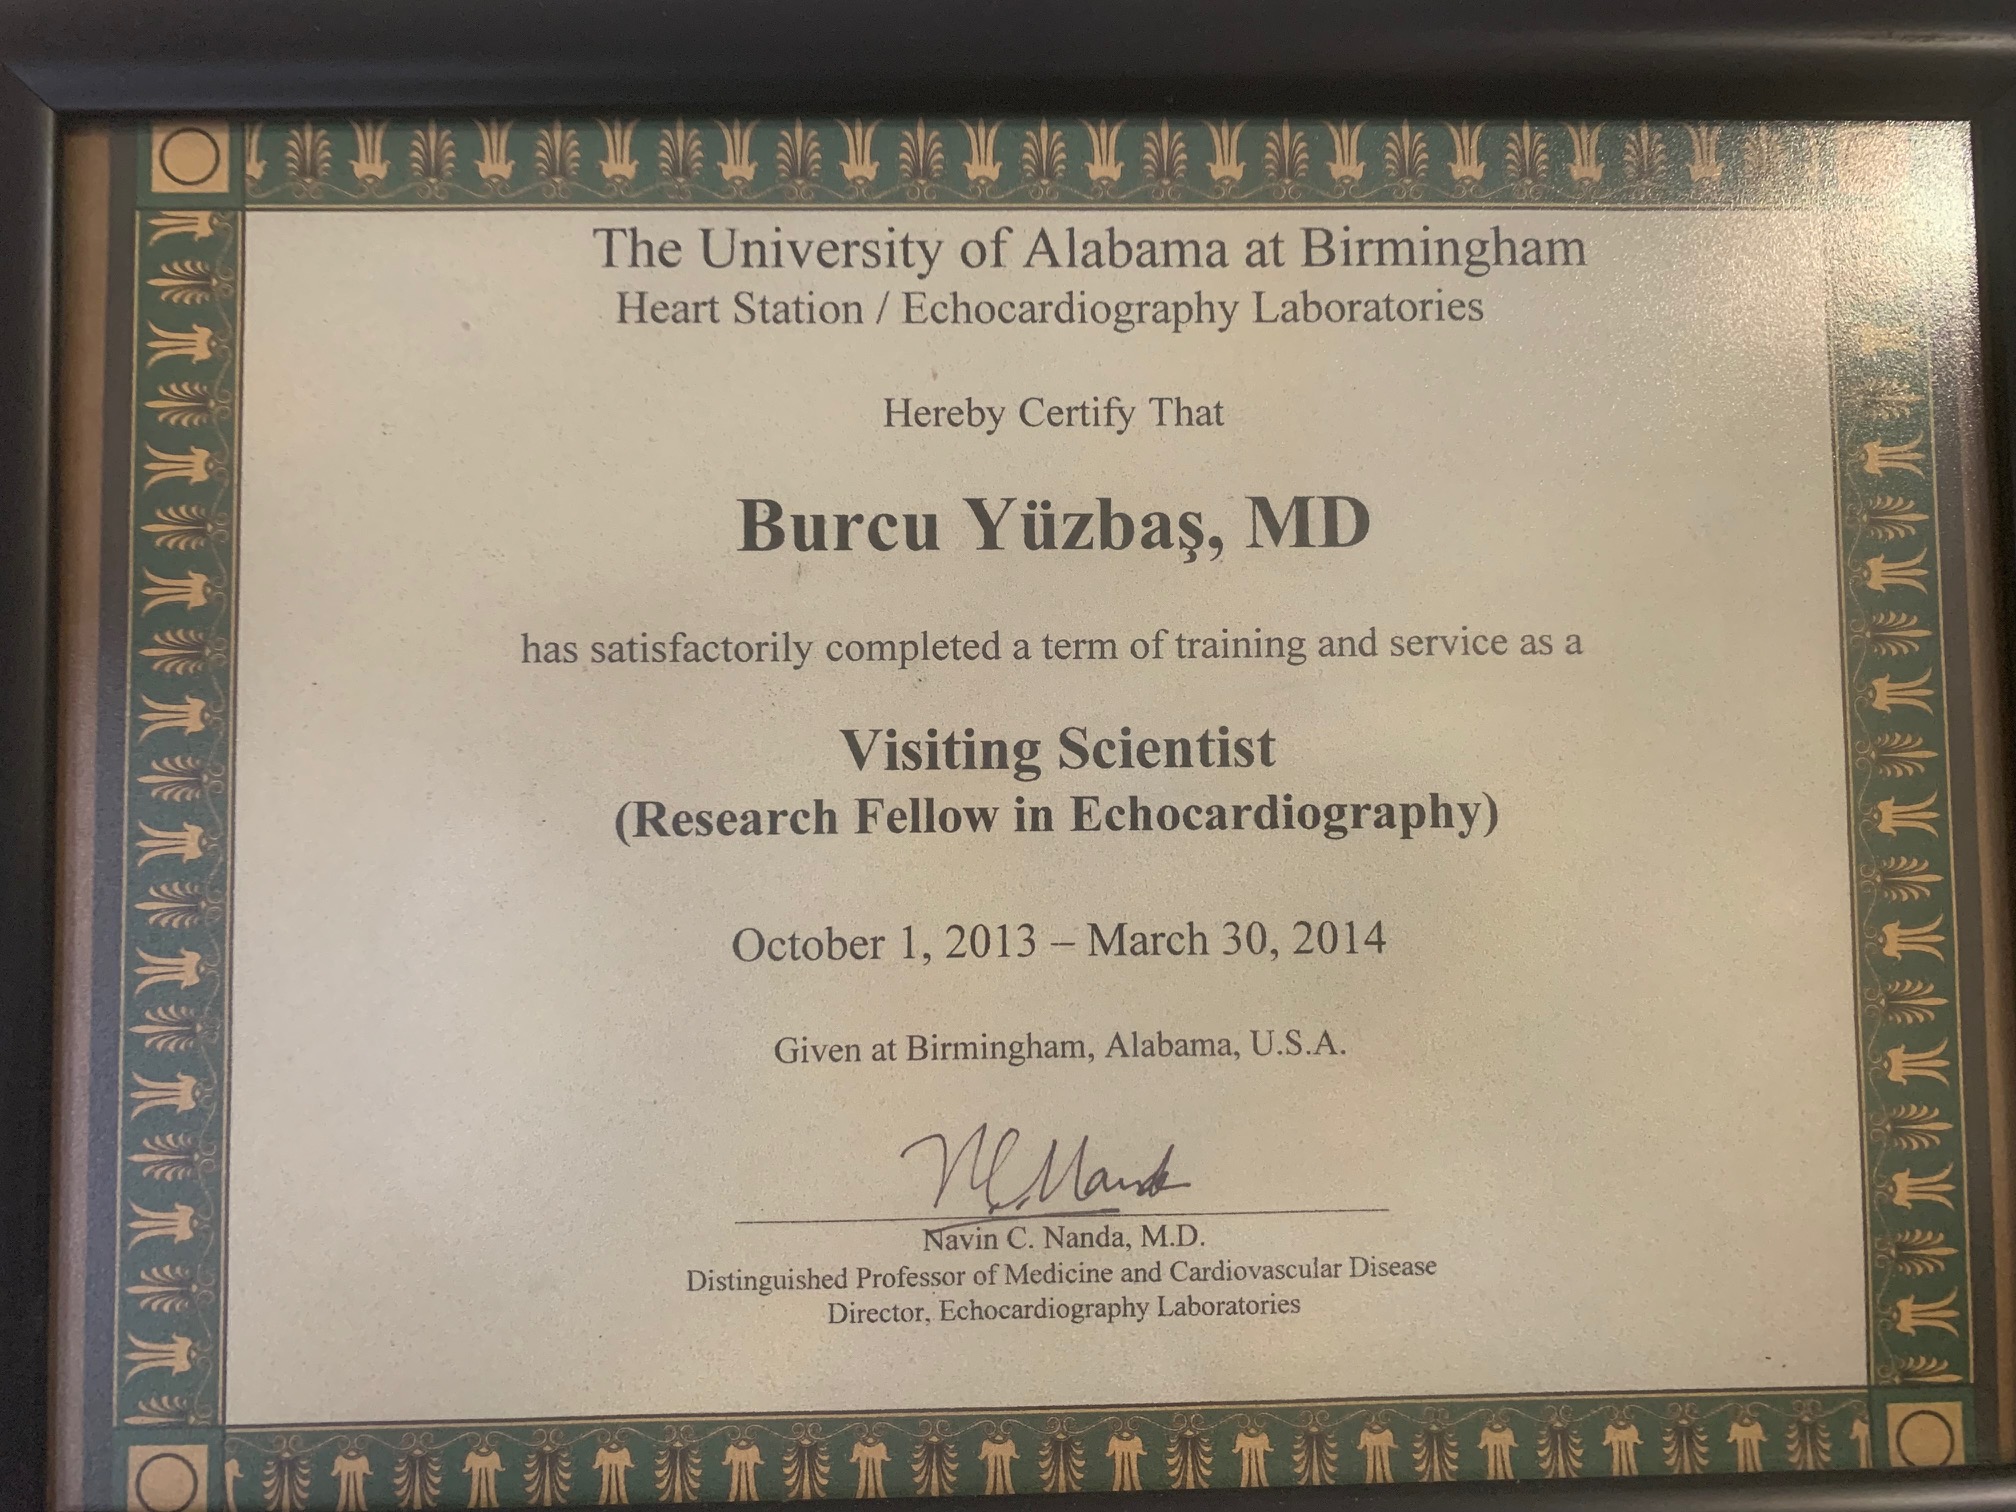 The University of Alabama at Birmingham
Heart Station / Echocardiography Laboratories
Hereby Certify That
Burcu Yüzbaş, MD
has satisfactorily completed a term of training and service as a
Visiting Scientist
(Research Fellow in Echocardiography)
October 1, 2013 – March 30, 2014
Given at Birmingham, Alabama, U.S.A.
Navin C. Nanda, M.D.
Distinguished Professor of Medicine and Cardiovascular Disease
Director, Echocardiography Laboratories